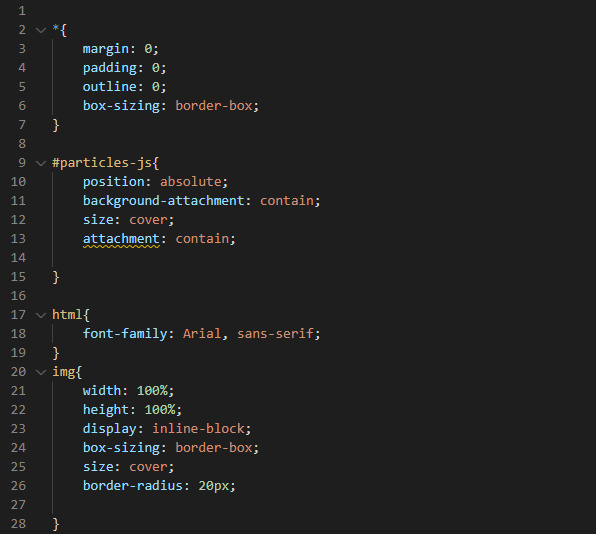 1
2 *{
3 margin: 0;
4 padding: 0;
5 outline: 0;
6 box-sizing: border-box;
7 }
8
9 #particles-js{
10 position: absolute;
11 background-attachment: contain;
12 size: cover;
13 attachment: contain;
14
15 }
16
17 html{
18 font-family: Arial, sans-serif;
19 }
20 img{
21 width: 100%;
22 height: 100%;
23 display: inline-block;
24 box-sizing: border-box;
25 size: cover;
26 border-radius: 20px;
27
28 }